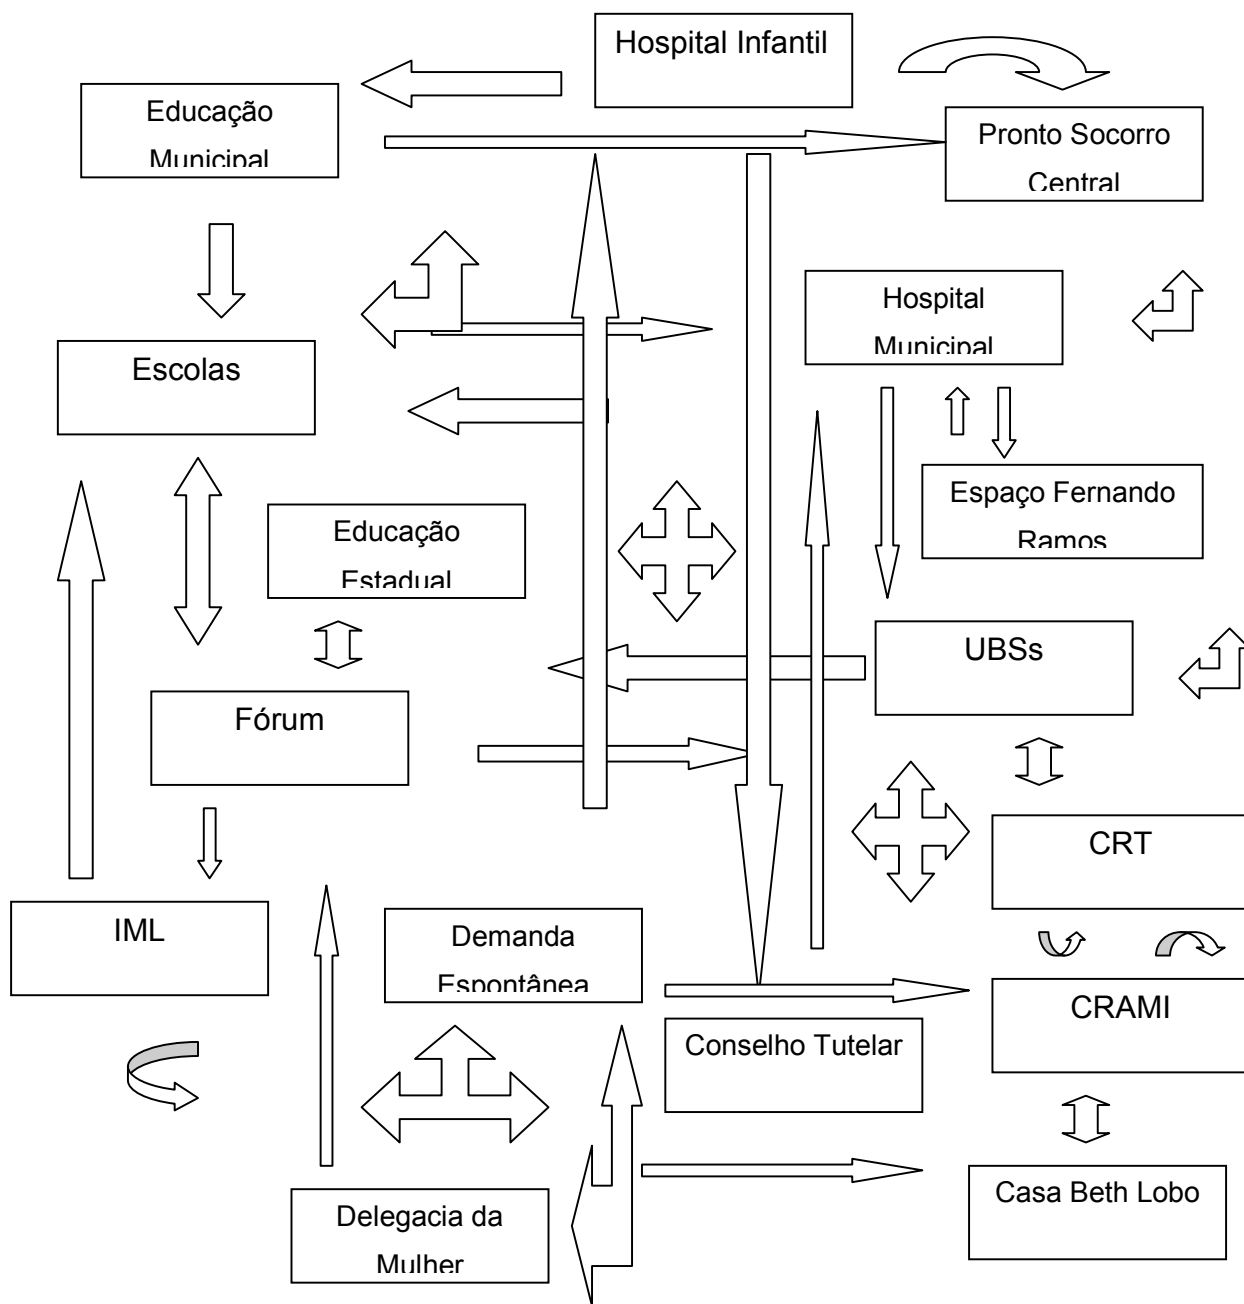 Hospital Infantil
Educação
Municipal
Pronto Socorro
Central
Hospital
Municipal
Escolas
Espaço Fernando
Ramos
Educação
Estadual
UBSs
Fórum
CRT
IML
Demanda
Espontânea
CRAMI
Conselho Tutelar
Casa Beth Lobo
Delegacia da
Mulher